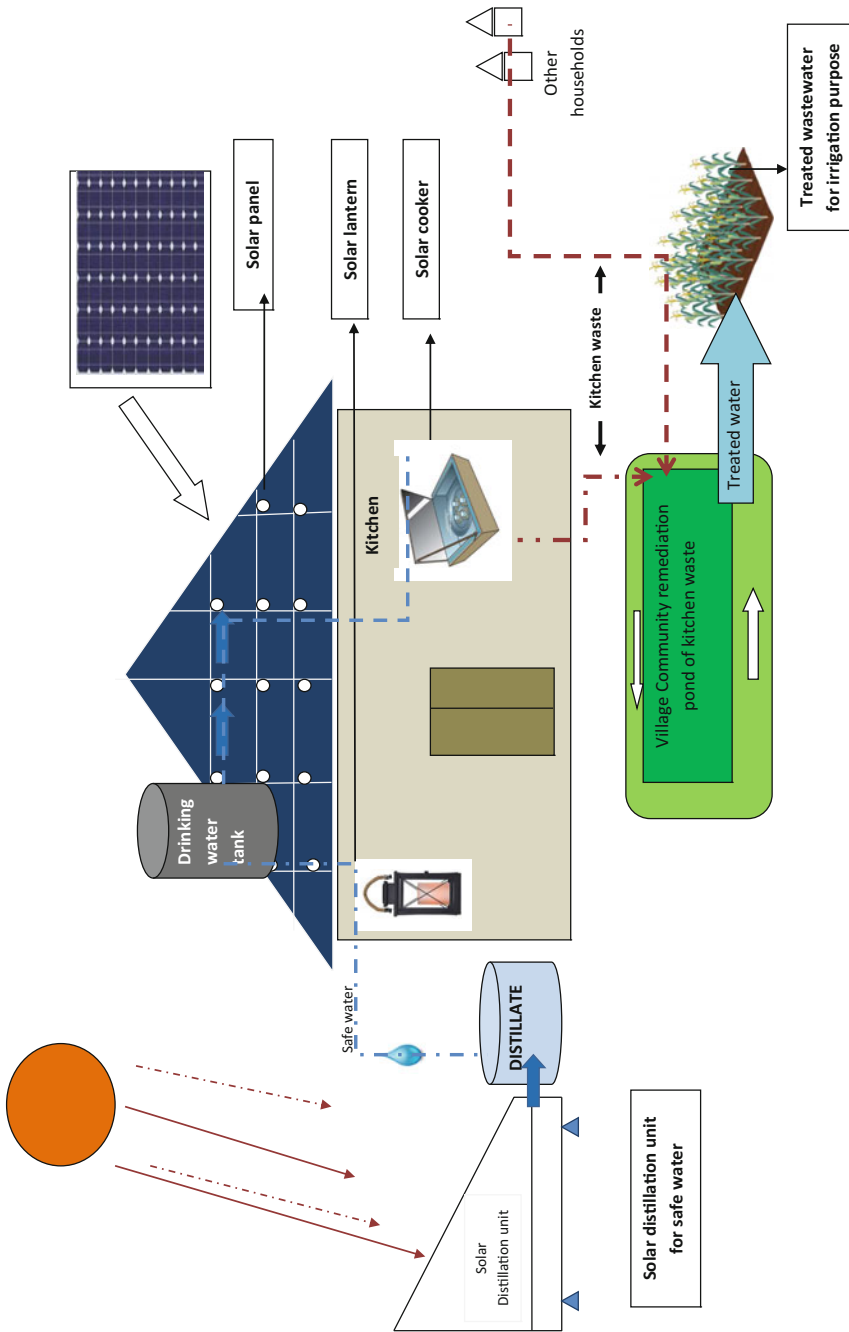 Solar panel
Solar lantern
Solar cooker
Other
households
Drinking
water
tank
Kitchen
Kitchen waste
Safe water
DISTILLATE
Solar
Distillation unit
Solar distillation unit
for safe water
Village Community remediation
pond of kitchen waste
Treated water
Treated wastewater
for irrigation purpose